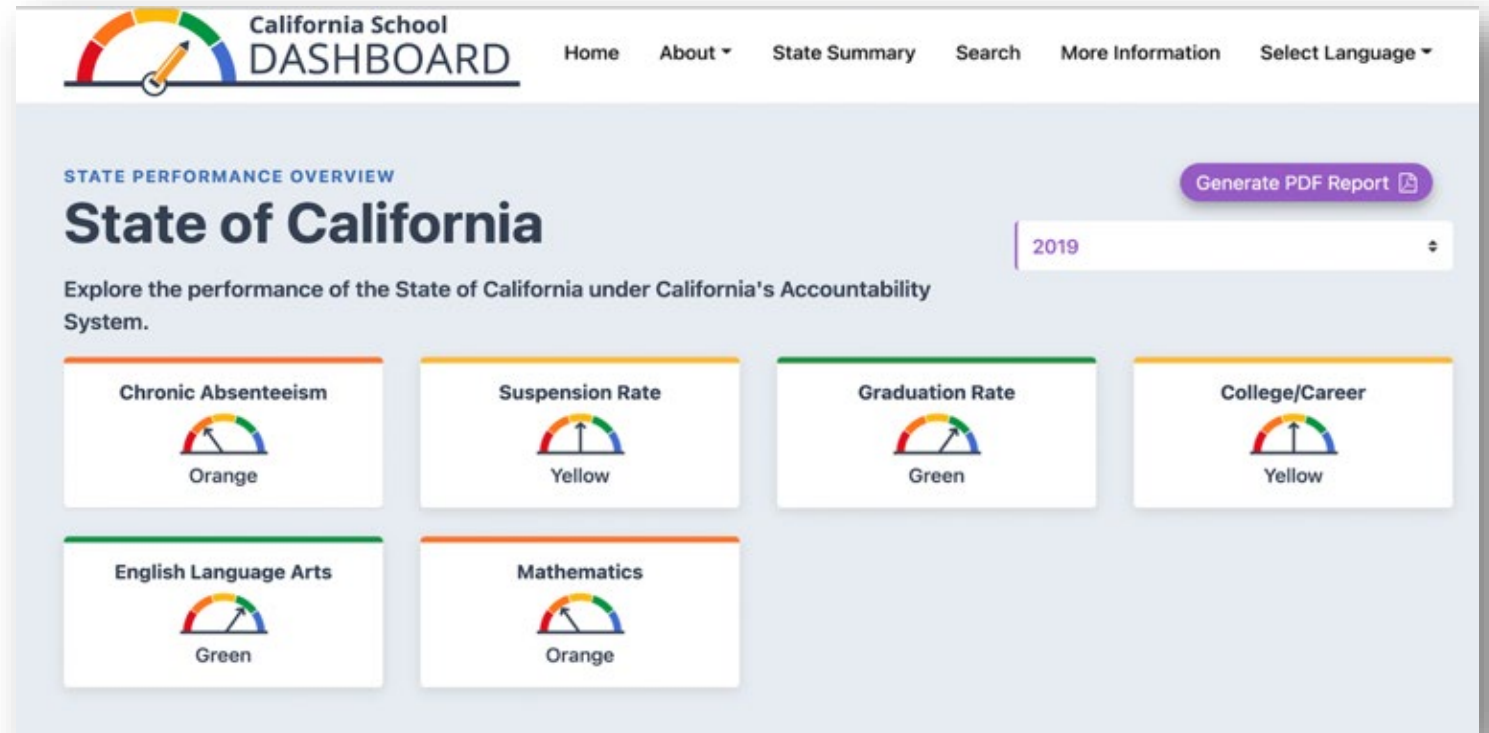 California School
DASHBOARD
Home About State Summary Search More Information Select Language
STATE PERFORMANCE OVERVIEW
Generate PDF Report
State of California
2019
Explore the performance of the State of California under California's Accountability
System.
Chronic Absenteeism
Orange
Suspension Rate
Yellow
Graduation Rate
Green
College/Career
Yellow
English Language Arts
Green
Mathematics
Orange